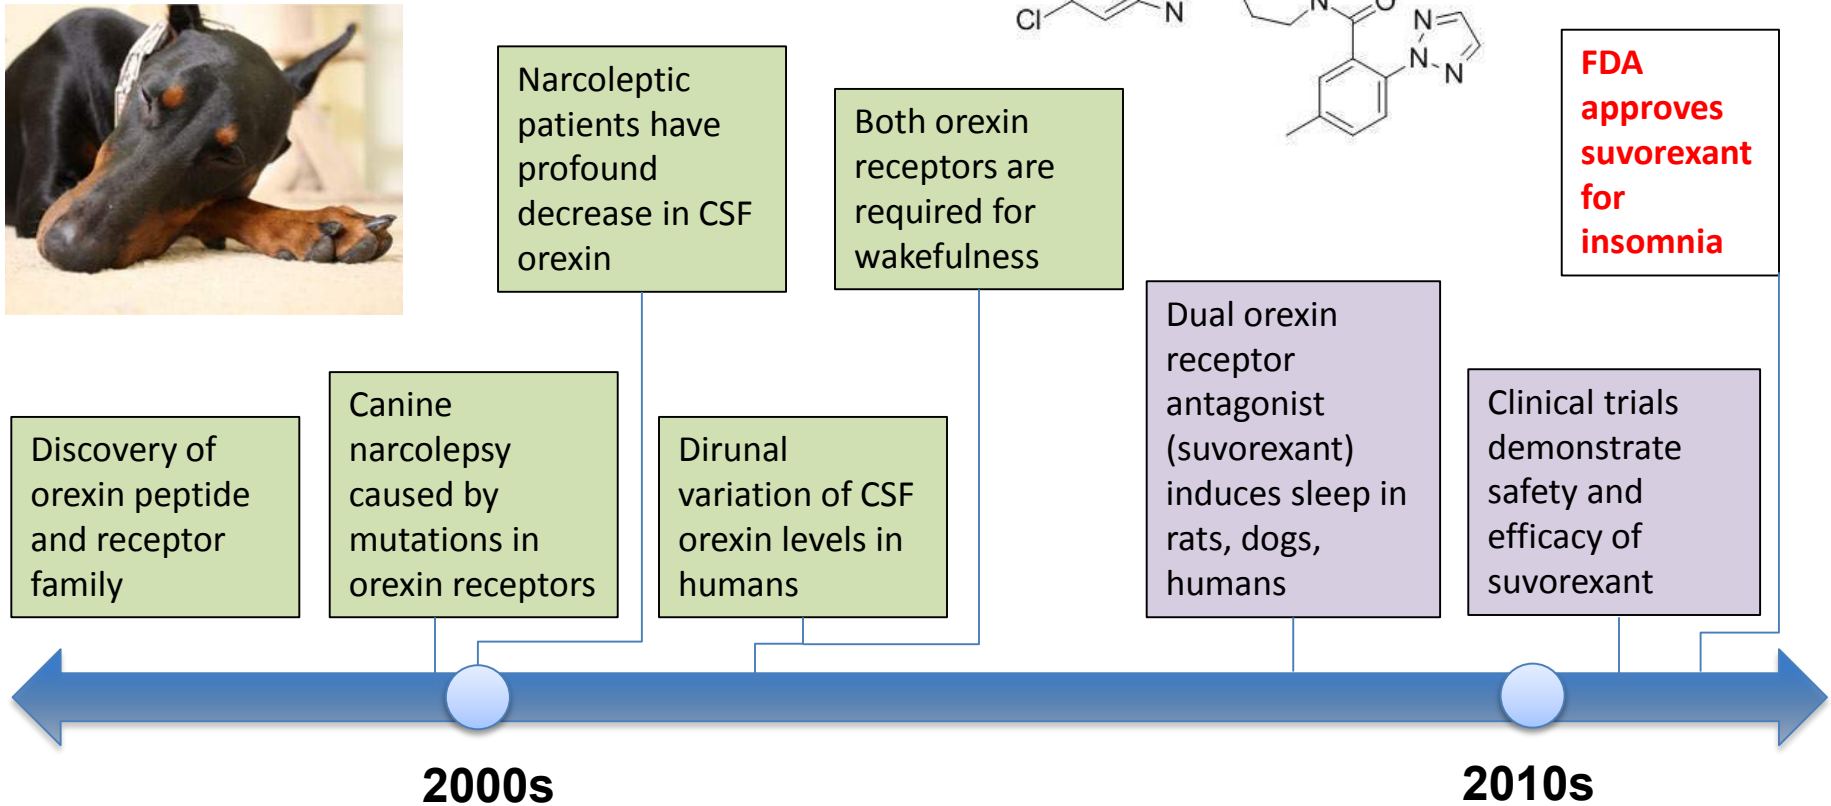 Cl
N
N
O
N
N
N
Narcoleptic
patients have
profound
decrease in CSF
orexin
Both orexin
receptors are
required for
wakefulness
FDA
approves
suvorexant
for
insomnia
Discovery of
orexin peptide
and receptor
family
Canine
narcolepsy
caused by
mutations in
orexin receptors
Dirunal
variation of CSF
orexin levels in
humans
Dual orexin
receptor
antagonist
(suvorexant)
induces sleep in
rats, dogs,
humans
Clinical trials
demonstrate
safety and
efficacy of
suvorexant
2000s
2010s